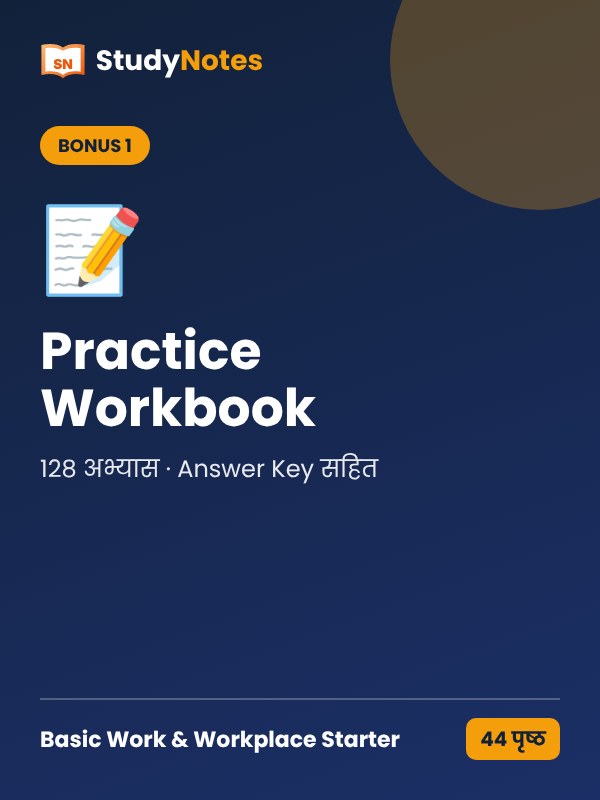 SN StudyNotes
BONUS 1
Practice
Workbook
128 अभ्यास · Answer Key सहित
Basic Work & Workplace Starter
44 पृष्ठ